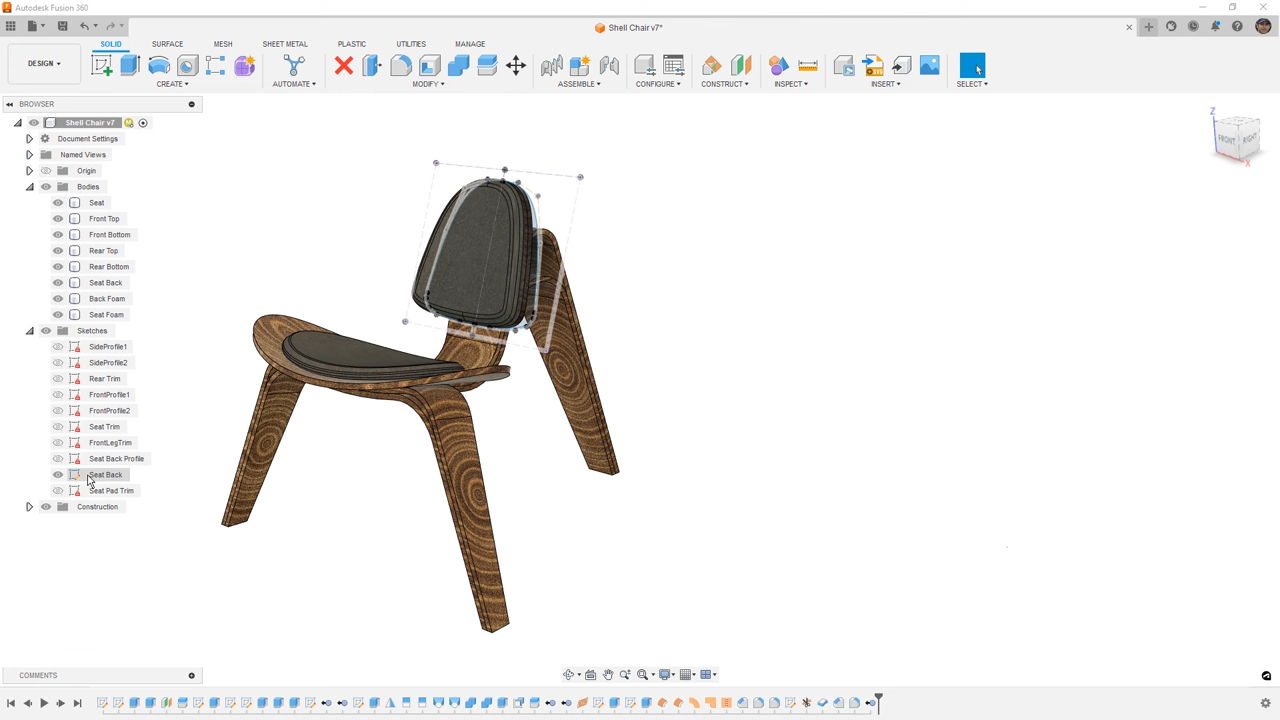 Autodesk Fusion 360
Shell Chair v7*
SOLID
SURFACE
MESH
SHEET METAL
PLASTIC
UTILITIES
MANAGE
DESIGN
CREATE
AUTOMATE
MODIFY
ASSEMBLE
CONFIGURE
CONSTRUCT
INSPECT
INSERT
SELECT
BROWSER
Shell Chair v7
Document Settings
Named Views
Origin
Bodies
Seat
Front Top
Front Bottom
Rear Top
Rear Bottom
Seat Back
Back Foam
Seat Foam
Sketches
SideProfile1
SideProfile2
Rear Trim
FrontProfile1
FrontProfile2
Seat Trim
FrontLegTrim
Seat Back Profile
Seat Back
Seat Pad Trim
Construction
Z
FRONT
RIGHT
X
COMMENTS